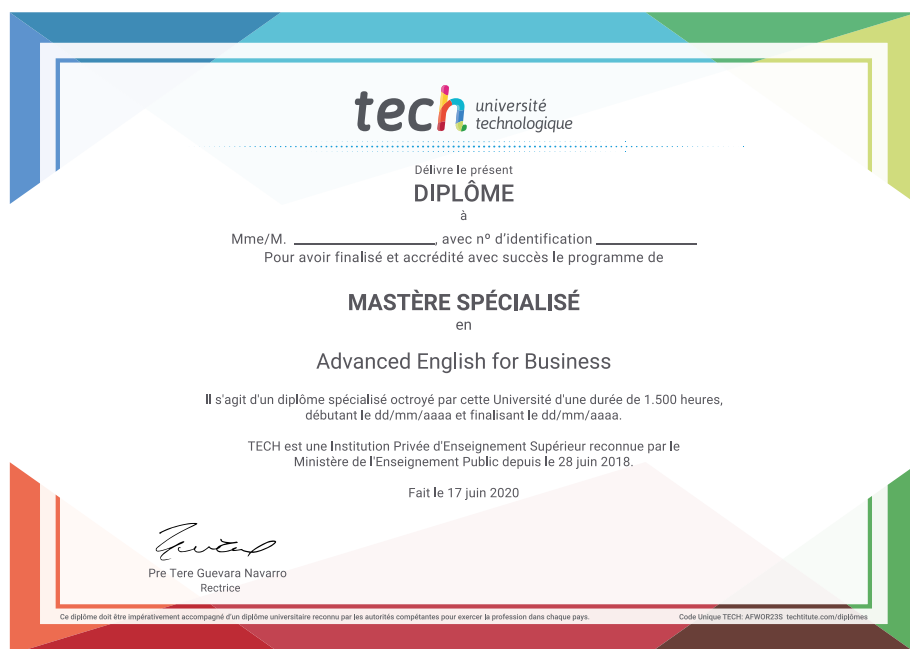 tech université
technologique
Délivre le présent
DIPLÔME
à
Mme/M. ____________, avec nº d'identification ____________
Pour avoir finalisé et accrédité avec succès le programme de
MASTÈRE SPÉCIALISÉ
en
Advanced English for Business
Il s'agit d'un diplôme spécialisé octroyé par cette Université d'une durée de 1.500 heures,
débutant le dd/mm/aaaa et finalisant le dd/mm/aaaa.
TECH est une Institution Privée d'Enseignement Supérieur reconnue par le
Ministère de l'Enseignement Public depuis le 28 juin 2018.
Fait le 17 juin 2020
Pre Tere Guevara Navarro
Rectrice
Ce diplôme doit être impérativement accompagné d'un diplôme universitaire reconnu par les autorités compétentes pour exercer la profession dans chaque pays.
Code Unique TECH: AFWOR23S techtitute.com/diplômes